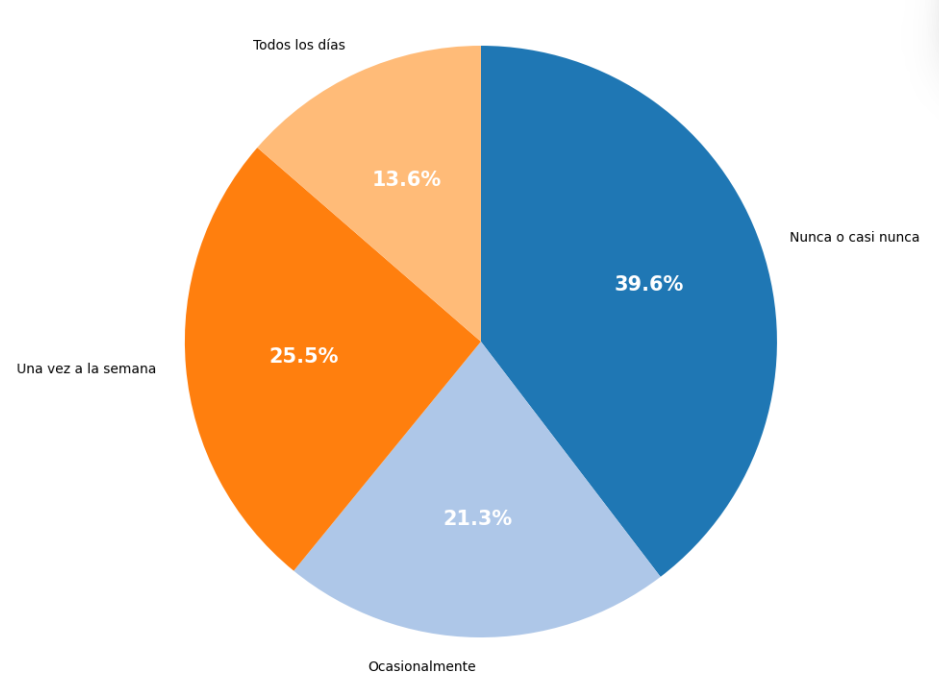 Todos los días
13.6%
Nunca o casi nunca
39.6%
25.5%
Una vez a la semana
21.3%
Ocasionalmente